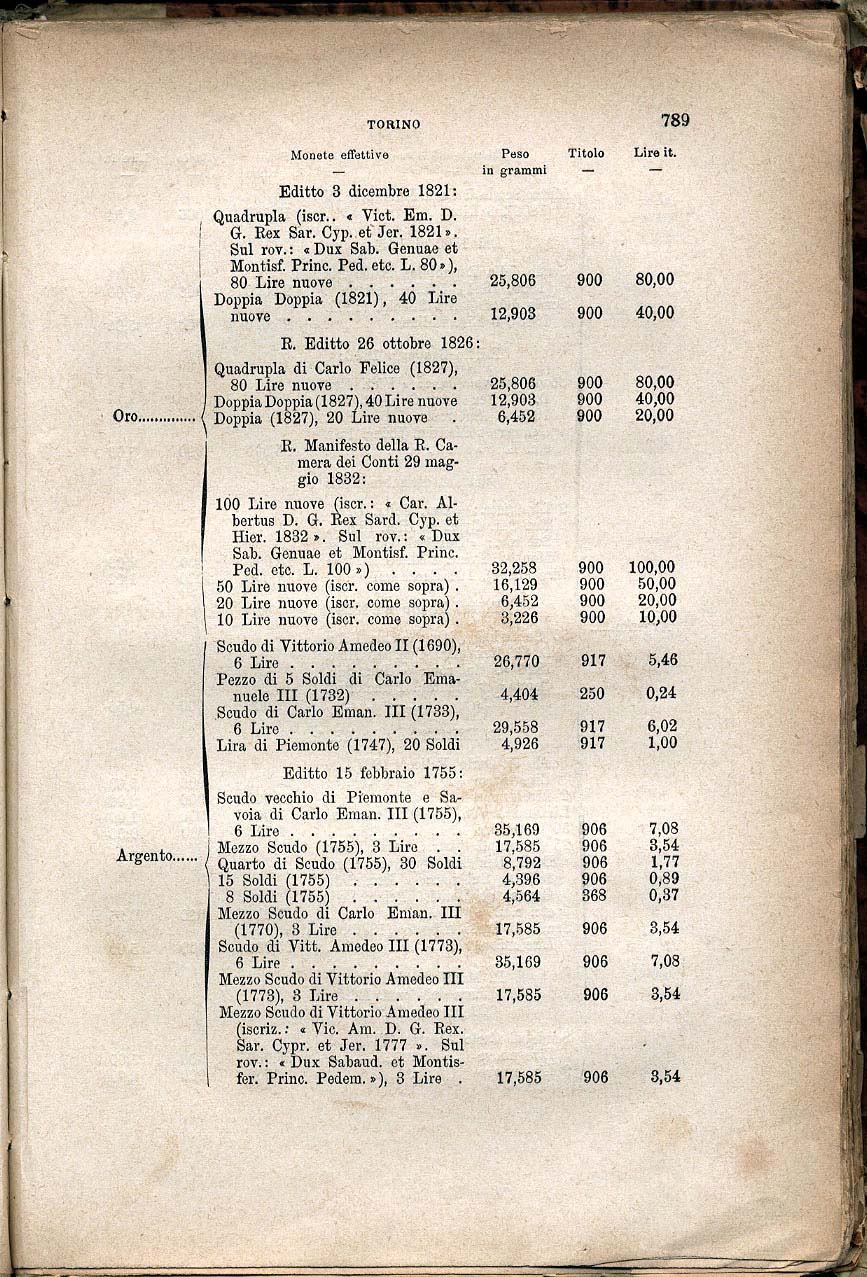 TORINO 789
Monete effettive Peso Titolo Lire it.
in grammi
Editto 3 dicembre 1821:
Quadrupla (iscr.. « Vict. Em. D.
G. Rex Sar. Cyp. et Jer. 1821 ».
Sul rov.: « Dux Sab. Genuae et
Montisf. Princ. Ped. etc. L. 80 »),
80 Lire nuove . . . . . . 25,806 900 80,00
Doppia Doppia (1821), 40 Lire
nuove . . . . . . . . . 12,903 900 40,00
R. Editto 26 ottobre 1826:
Quadrupla di Carlo Felice (1827),
80 Lire nuove . . . . . . 25,806 900 80,00
Doppia Doppia (1827), 40 Lire nuove 12,903 900 40,00
Oro.............. Doppia (1827), 20 Lire nuove . 6,452 900 20,00
R. Manifesto della R. Ca-
mera dei Conti 29 mag-
gio 1832:
100 Lire nuove (iscr.: « Car. Al-
bertus D. G. Rex Sard. Cyp. et
Hier. 1832 ». Sul rov.: « Dux
Sab. Genuae et Montisf. Princ.
Ped. etc. L. 100 ») . . . . 32,258 900 100,00
50 Lire nuove (iscr. come sopra) . 16,129 900 50,00
20 Lire nuove (iscr. come sopra) . 6,452 900 20,00
10 Lire nuove (iscr. come sopra) . 3,226 900 10,00
Scudo di Vittorio Amedeo II (1690),
6 Lire . . . . . . . . . 26,770 917 5,46
Pezzo di 5 Soldi di Carlo Ema-
nuele III (1732) . . . . . 4,404 250 0,24
Scudo di Carlo Eman. III (1733),
6 Lire . . . . . . . . . 29,558 917 6,02
Lira di Piemonte (1747), 20 Soldi 4,926 917 1,00
Editto 15 febbraio 1755:
Scudo vecchio di Piemonte e Sa-
voia di Carlo Eman. III (1755),
6 Lire . . . . . . . . . 35,169 906 7,08
Mezzo Scudo (1755), 3 Lire . . 17,585 906 3,54
Argento...... Quarto di Scudo (1755), 30 Soldi 8,792 906 1,77
15 Soldi (1755) . . . . . . 4,396 906 0,89
8 Soldi (1755) . . . . . . 4,564 368 0,37
Mezzo Scudo di Carlo Eman. III
(1770), 3 Lire . . . . . . 17,585 906 3,54
Scudo di Vitt. Amedeo III (1773),
6 Lire . . . . . . . . . 35,169 906 7,08
Mezzo Scudo di Vittorio Amedeo III
(1773), 3 Lire . . . . . . 17,585 906 3,54
Mezzo Scudo di Vittorio Amedeo III
(iscriz.: « Vic. Am. D. G. Rex.
Sar. Cypr. et Jer. 1777 ». Sul
rov.: « Dux Sabaud. et Montis-
fer. Princ. Pedem. »), 3 Lire . 17,585 906 3,54